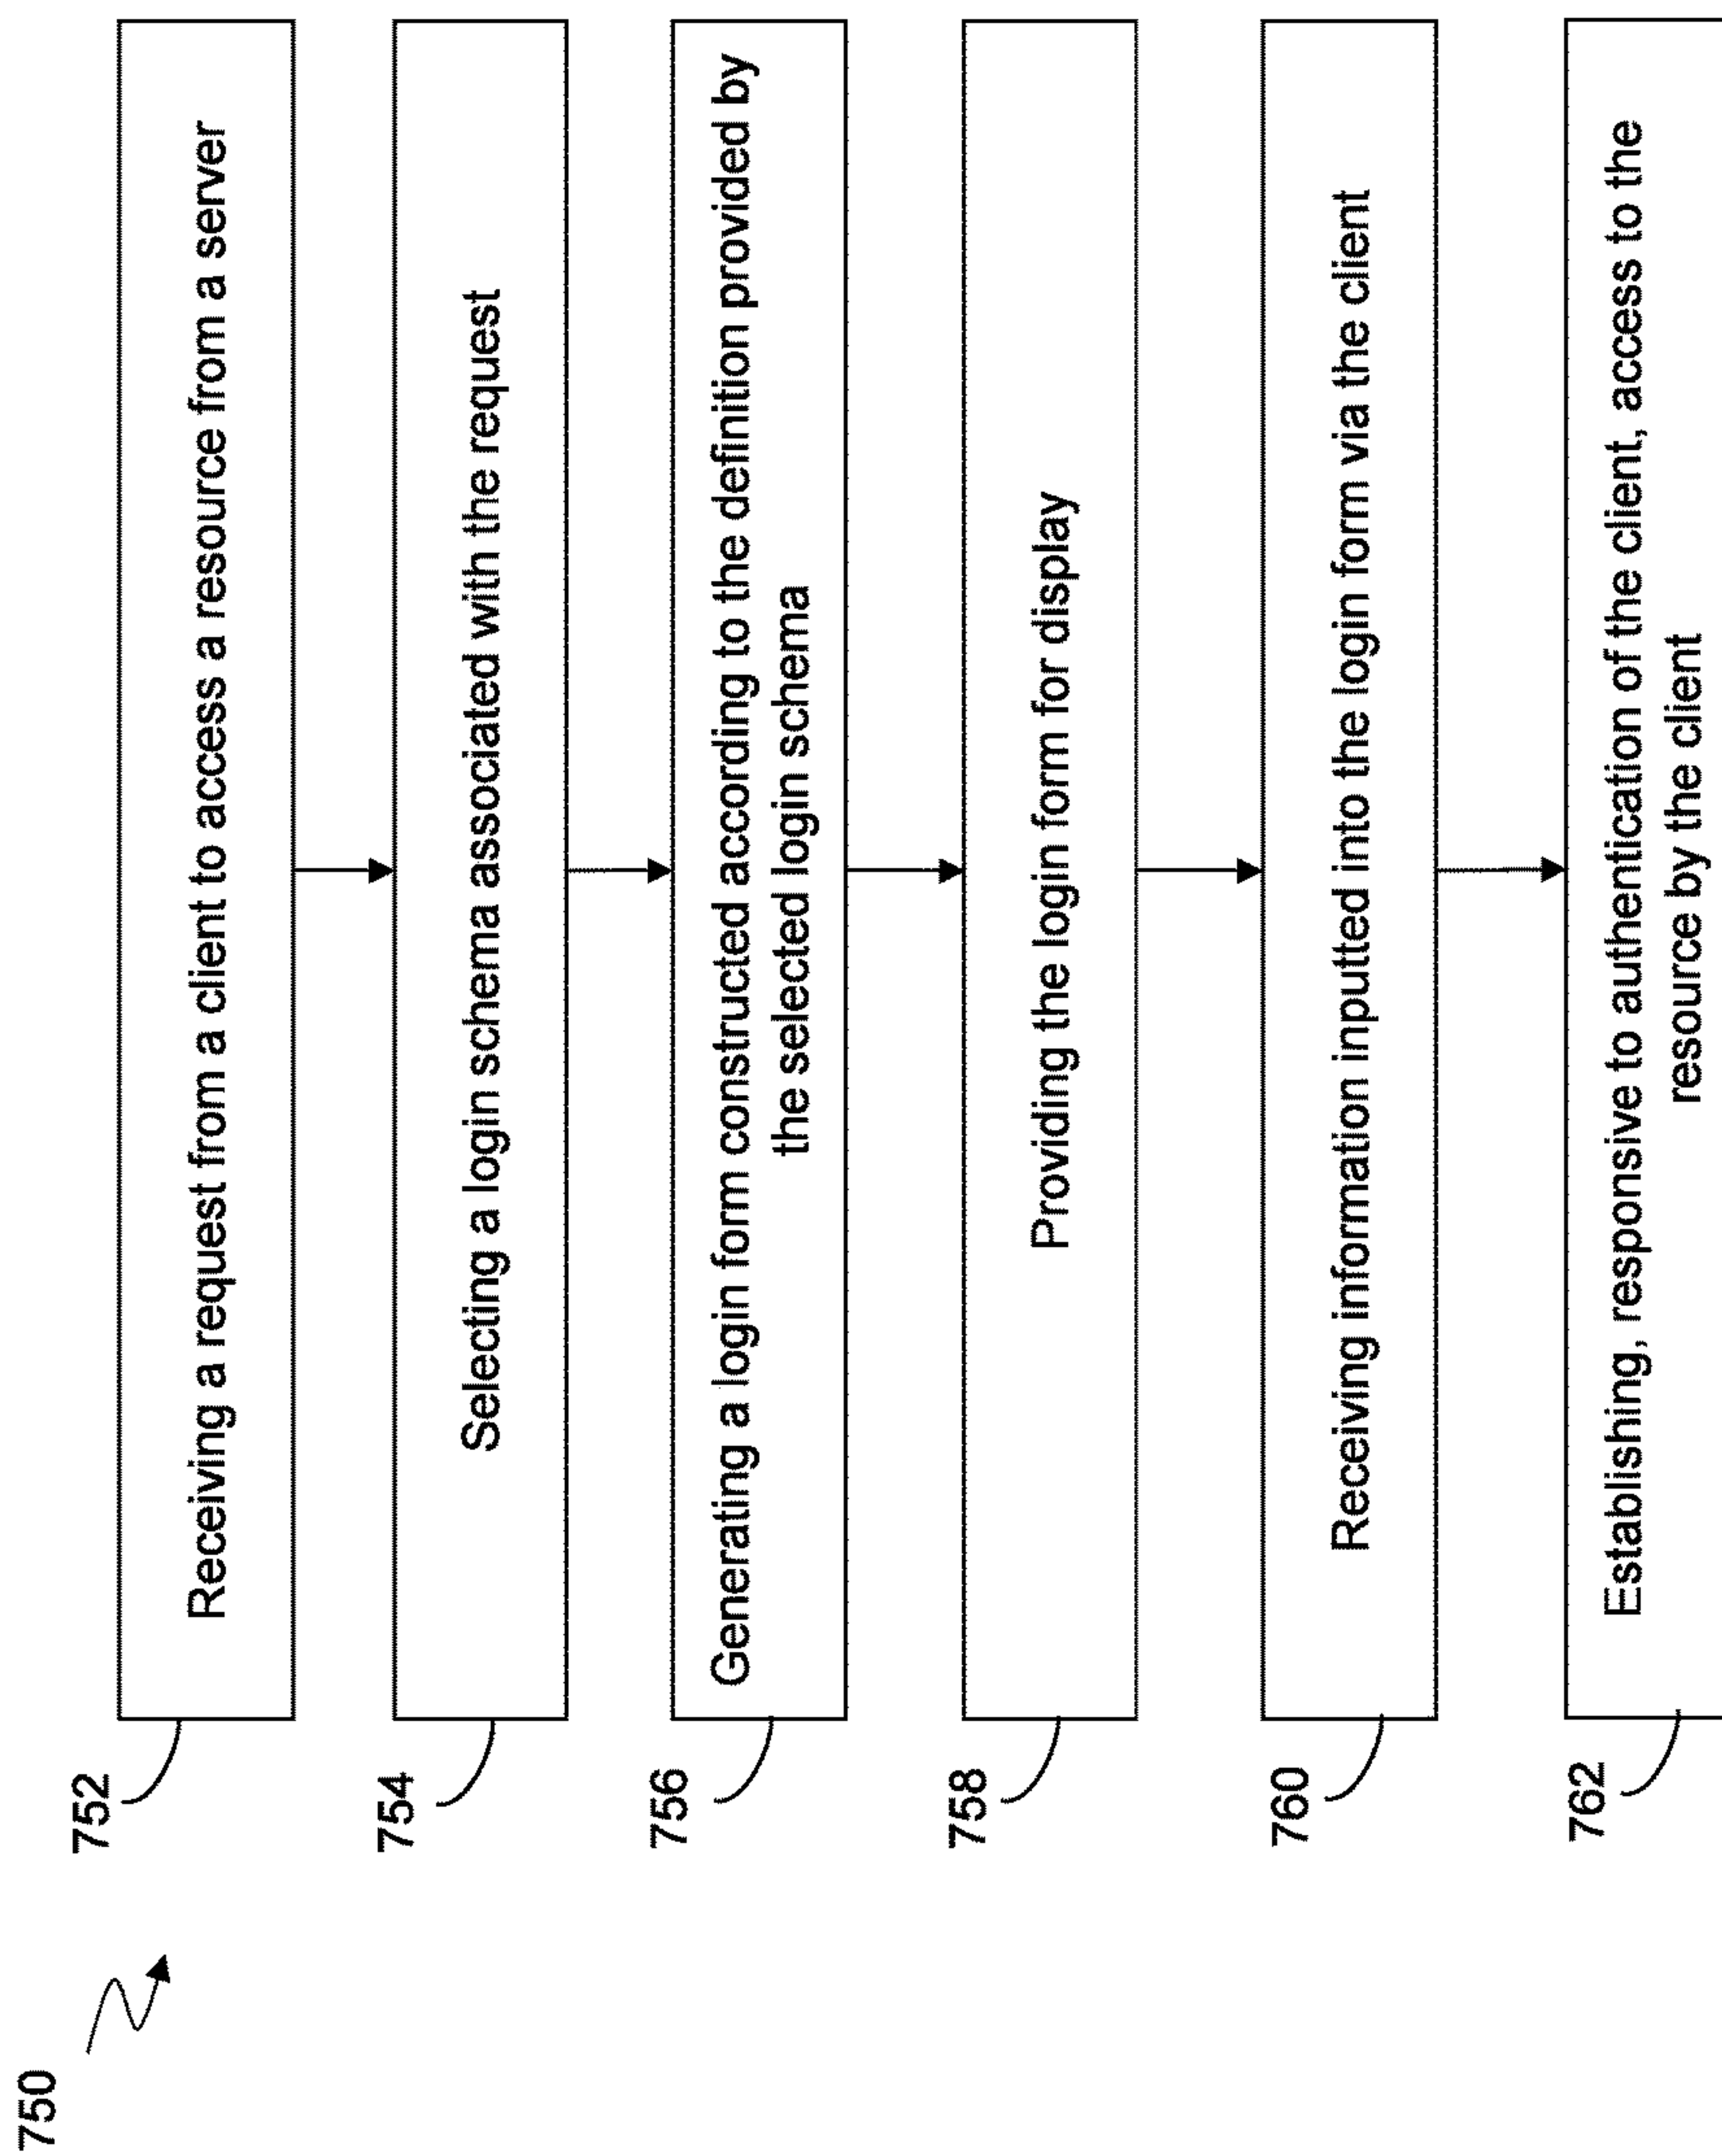 750
752
Receiving a request from a client to access a resource from a server
754
Selecting a login schema associated with the request
756
Generating a login form constructed according to the definition provided by
the selected login schema
758
Providing the login form for display
760
Receiving information inputted into the login form via the client
762
Establishing, responsive to authentication of the client, access to the
resource by the client